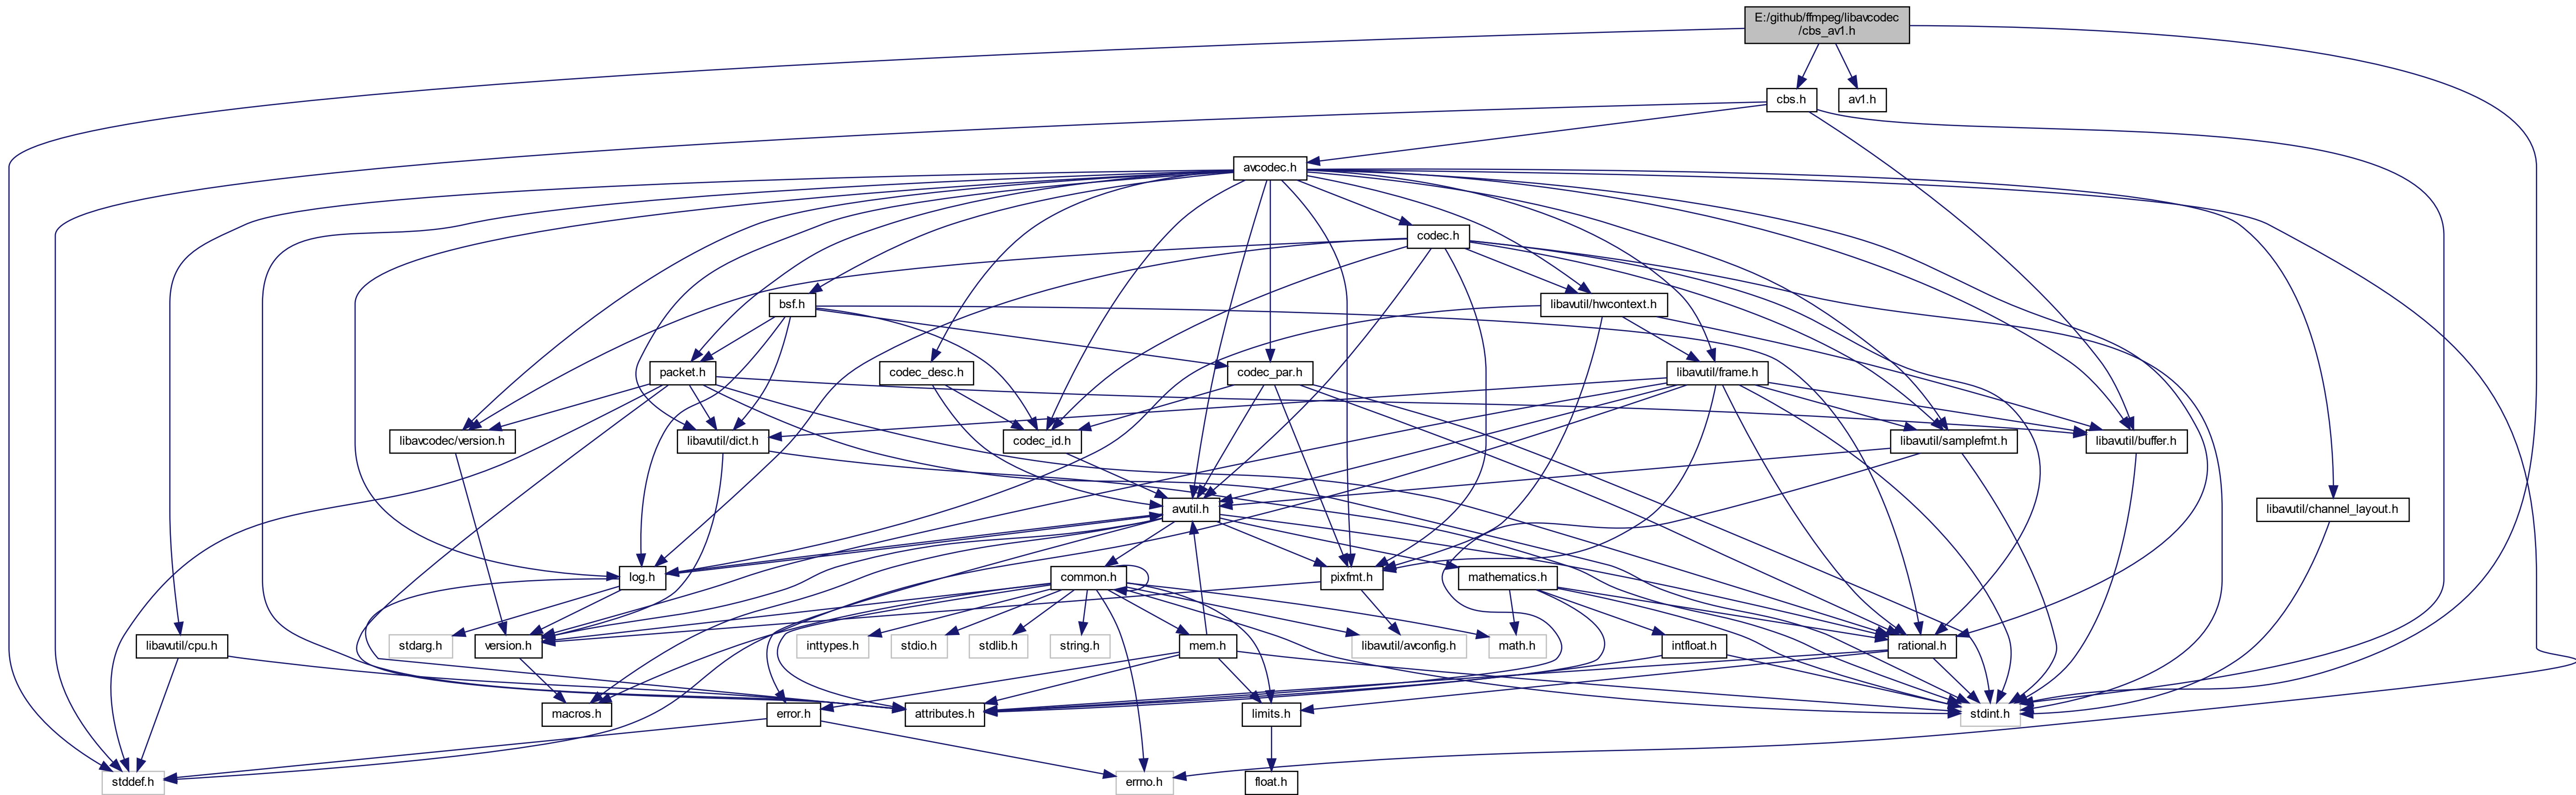 E:/github/ffmpeg/libavcodec
/cbs_av1.h
cbs.h
av1.h
avcodec.h
codec.h
bsf.h
libavutil/hwcontext.h
packet.h
codec_desc.h
codec_par.h
libavutil/frame.h
libavcodec/version.h
libavutil/dict.h
codec_id.h
libavutil/samplefmt.h
libavutil/buffer.h
avutil.h
libavutil/channel_layout.h
log.h
common.h
pixfmt.h
mathematics.h
libavutil/cpu.h
stdarg.h
version.h
inttypes.h
stdio.h
stdlib.h
string.h
mem.h
libavutil/avconfig.h
math.h
intfloat.h
rational.h
macros.h
error.h
attributes.h
limits.h
stdint.h
stddef.h
errno.h
float.h